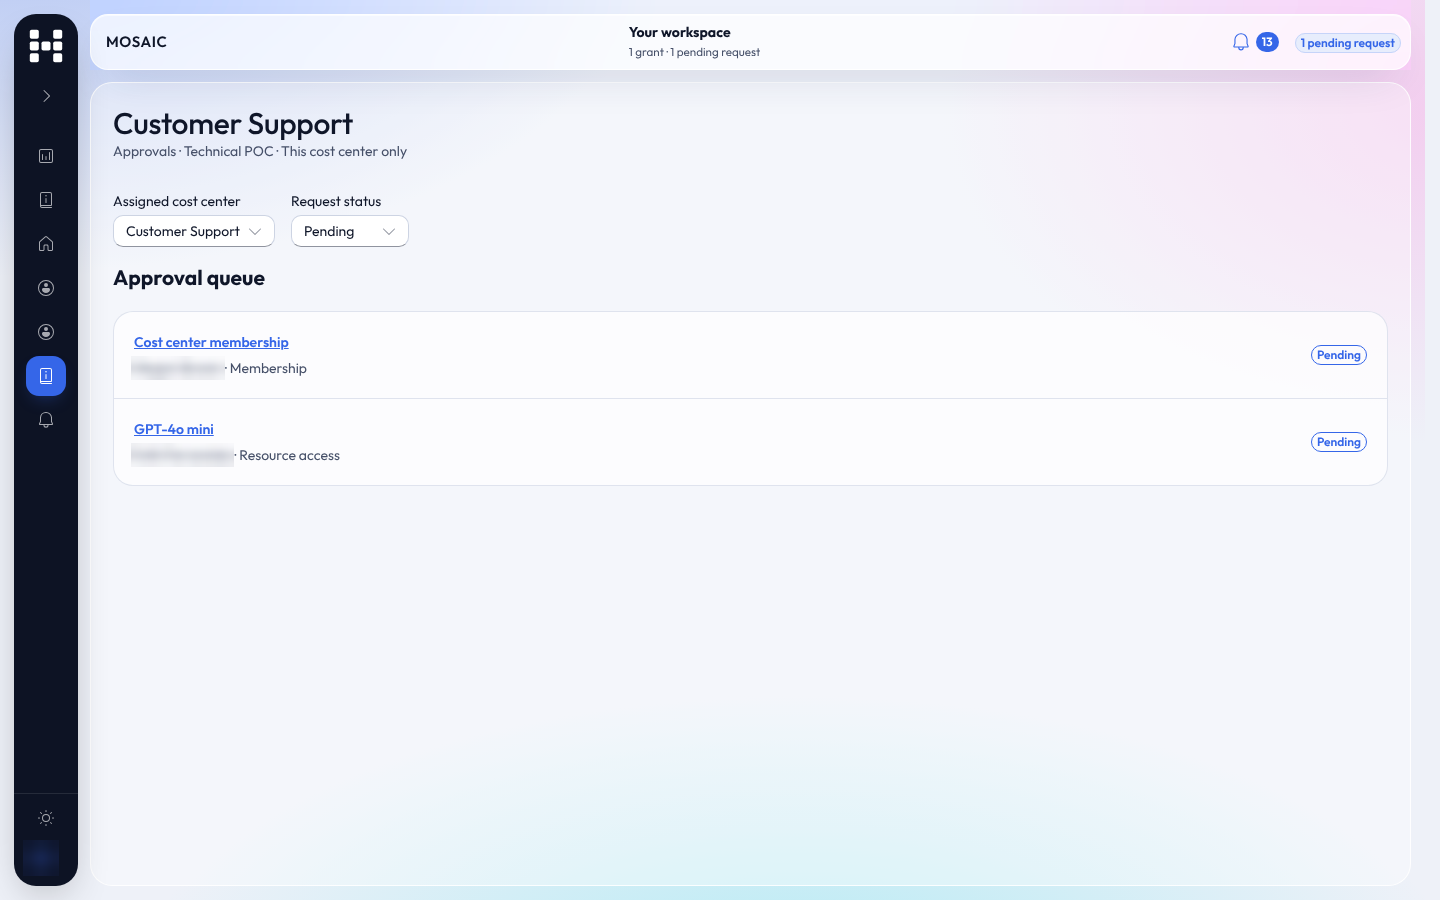 MOSAIC
Your workspace
1 grant · 1 pending request
13
1 pending request
Customer Support
Approvals · Technical POC · This cost center only
Assigned cost center
Request status
Customer Support
Pending
Approval queue
Cost center membership
· Membership
Pending
GPT-4o mini
· Resource access
Pending